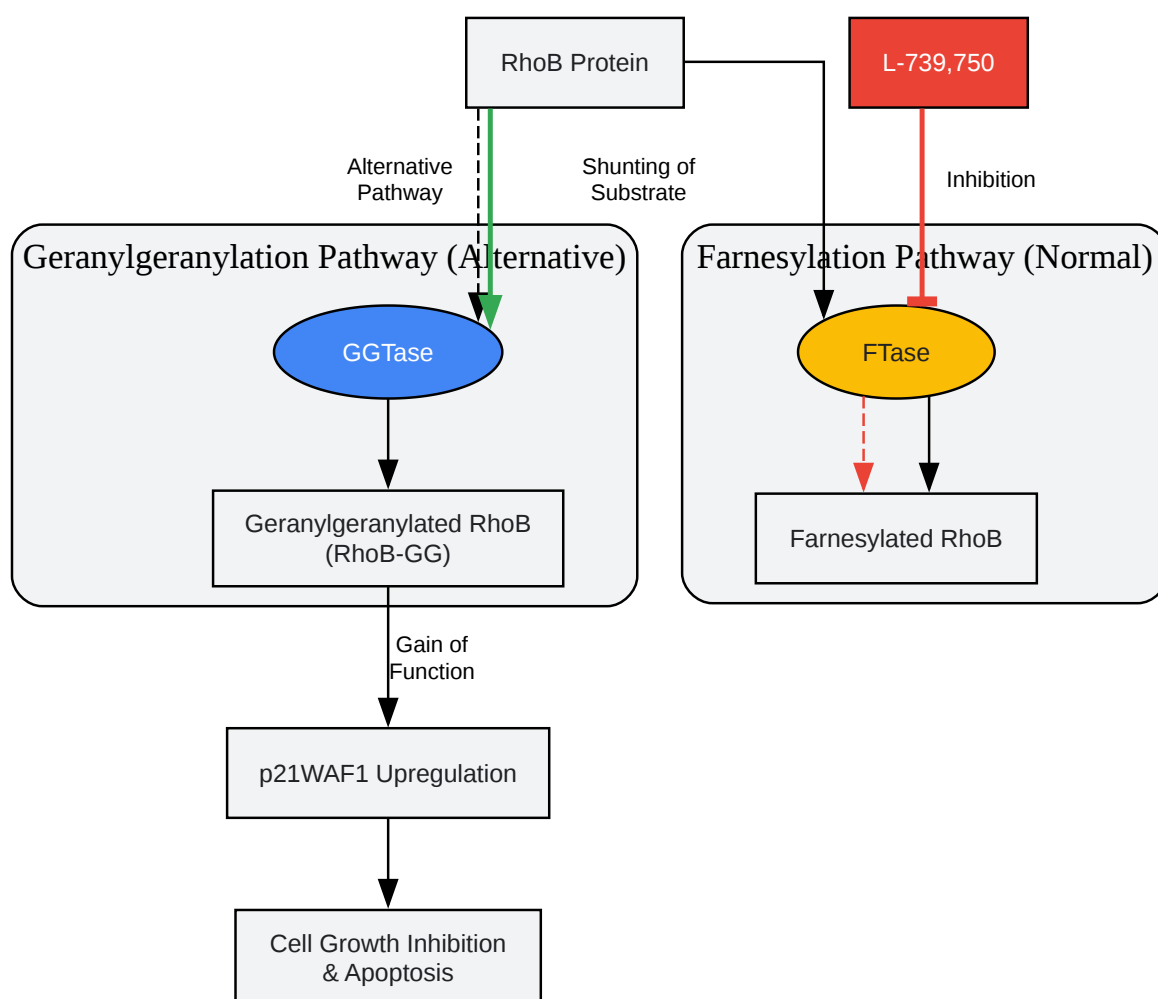 RhoB Protein
L-739,750
Alternative
Pathway
Shunting of
Substrate
Inhibition
Geranylgeranylation Pathway (Alternative)
Farnesylation Pathway (Normal)
GGTase
FTase
Geranylgeranylated RhoB
(RhoB-GG)
Farnesylated RhoB
Gain of
Function
p21WAF1 Upregulation
Cell Growth Inhibition
& Apoptosis